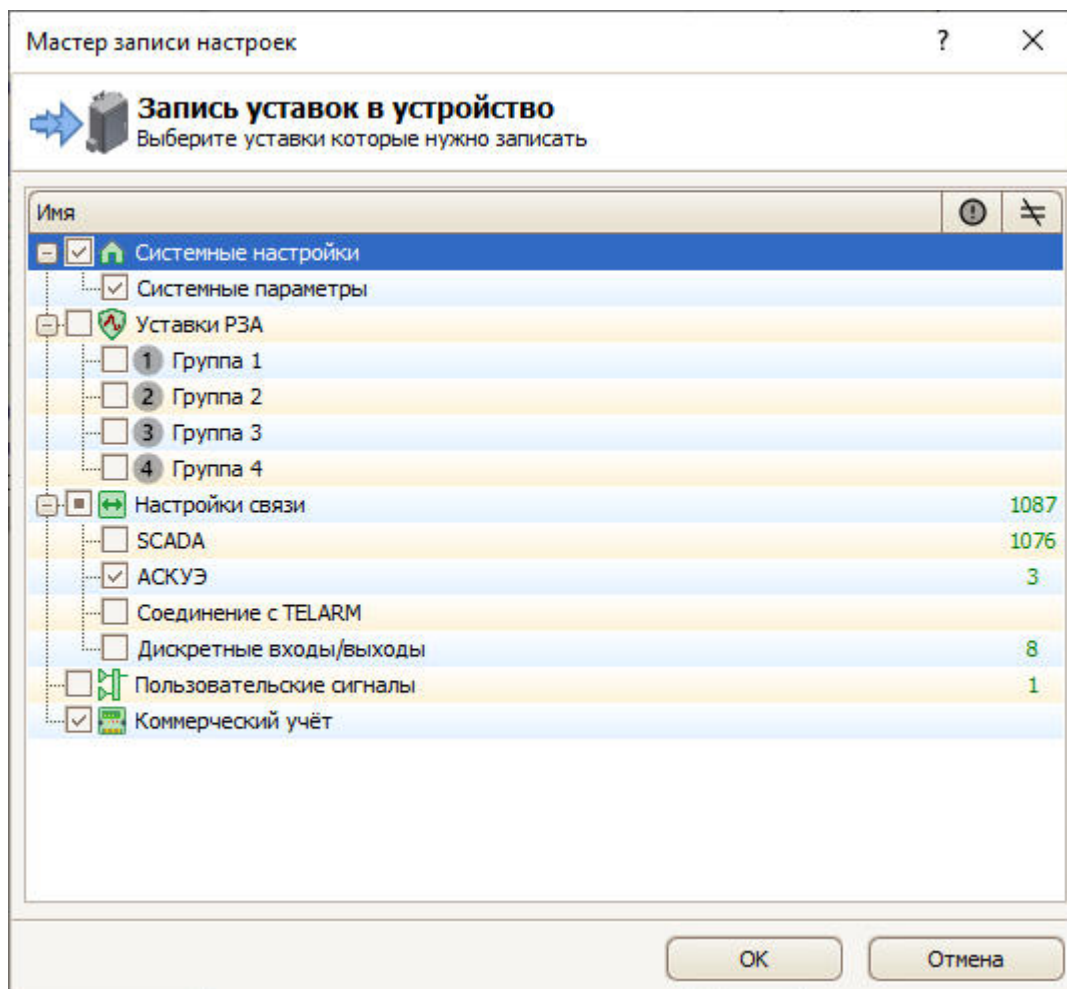 Мастер записи настроек ?
Запись уставок в устройство
Выберите уставки которые нужно записать
Имя
Системные настройки
Системные параметры
Уставки РЗА
1 Группа 1
2 Группа 2
3 Группа 3
4 Группа 4
Настройки связи 1087
SCADA 1076
АСКУЭ 3
Соединение с TELARM
Дискретные входы/выходы 8
Пользовательские сигналы 1
Коммерческий учёт
ОК Отмена